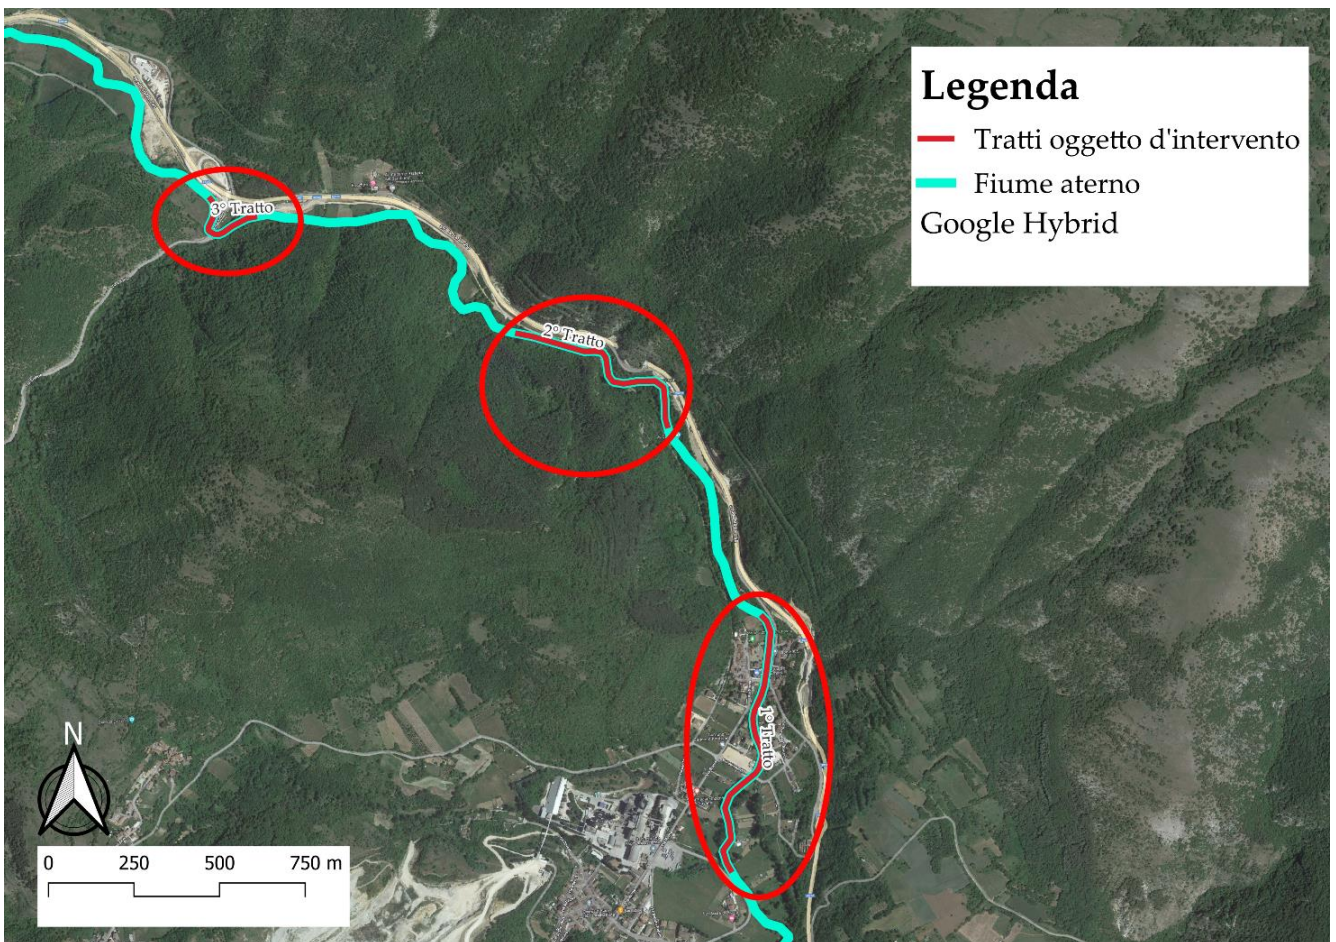 Legenda
Tratti oggetto d'intervento
Fiume aterno
Google Hybrid
3° Tratto
2° Tratto
1° Tratto
N
0 250 500 750 m